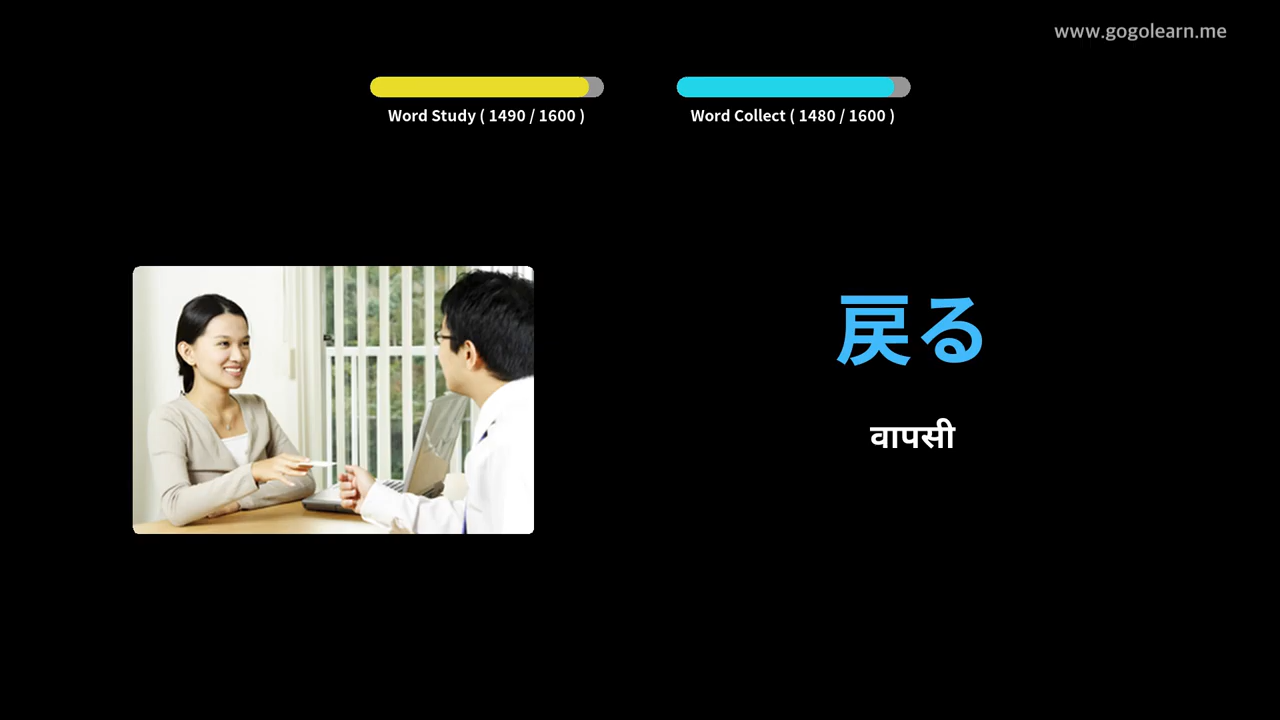 www.gogolearn.me
Word Study ( 1490 / 1600 )
Word Collect ( 1480 / 1600 )
戻る
वापसी